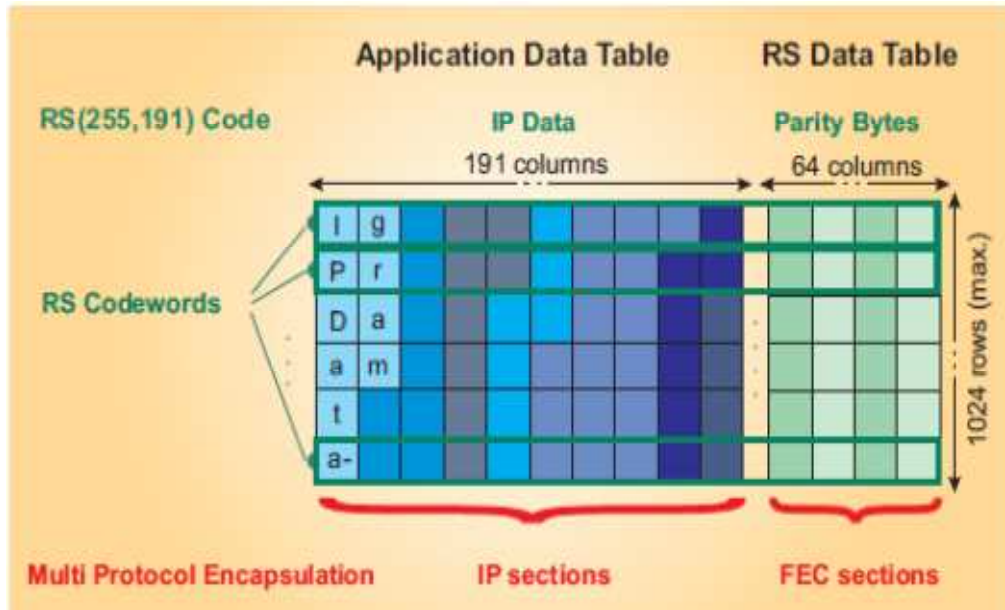 Application Data Table
RS Data Table
RS(255,191) Code
IP Data
Parity Bytes
191 columns
64 columns
I g
P r
D a
a m
t
a-
RS Codewords
1024 rows (max.)
Multi Protocol Encapsulation
IP sections
FEC sections